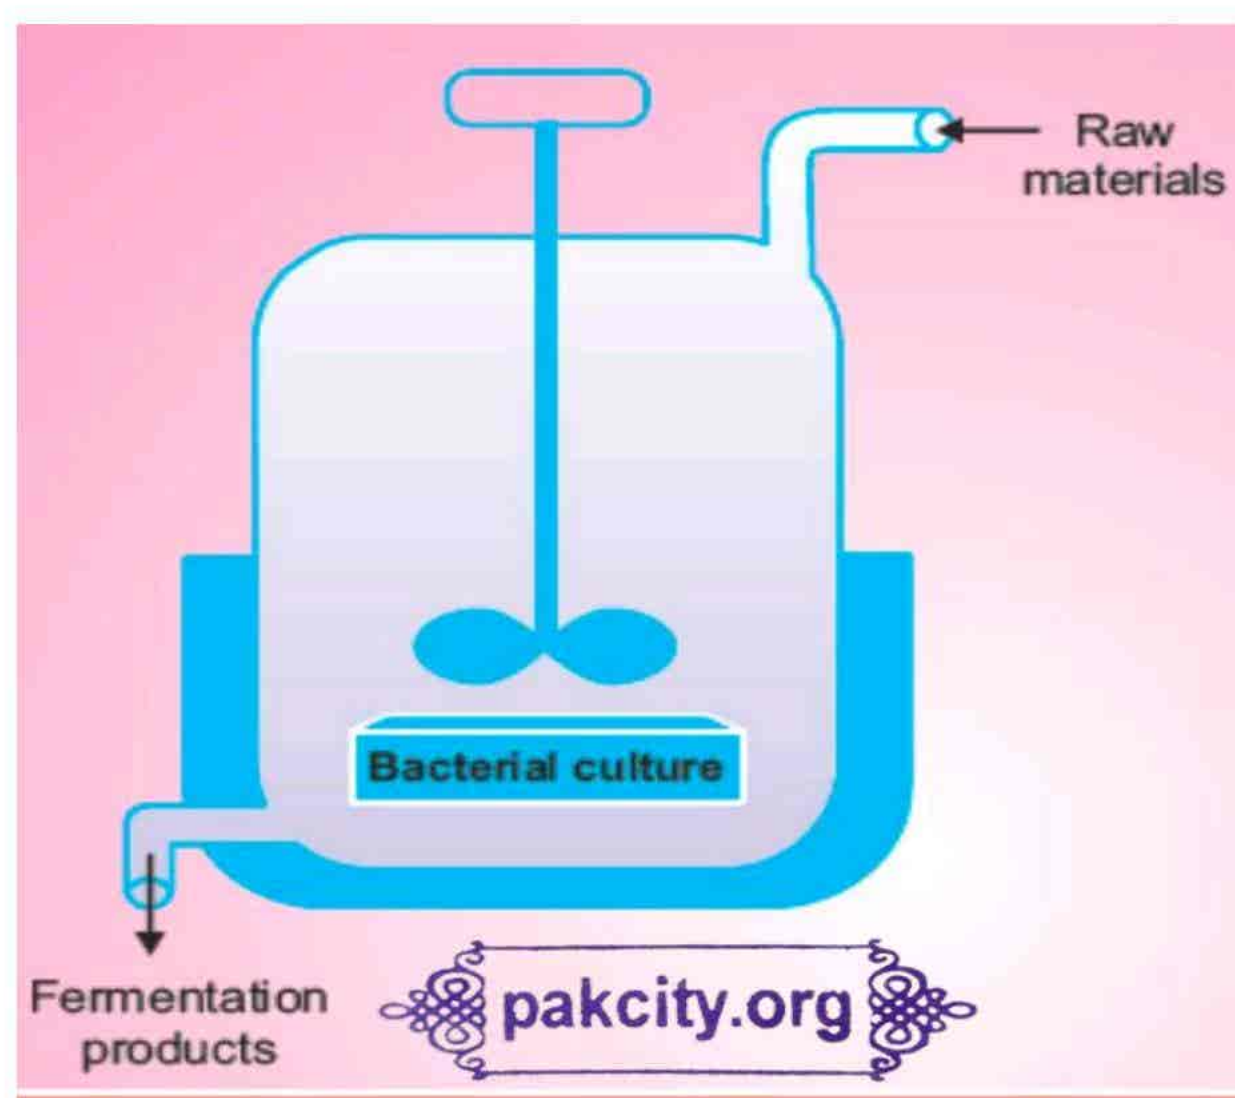 Raw
materials
Bacterial culture
Fermentation
products
pakcity.org